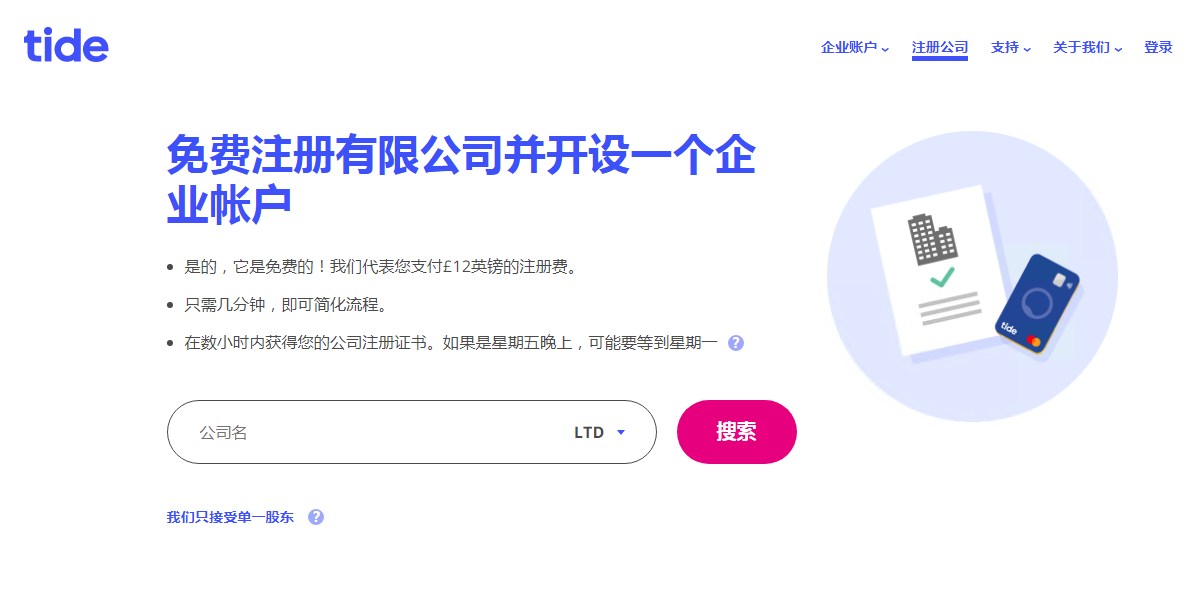 tide
企业账户
注册公司
支持
关于我们
登录
免费注册有限公司并开设一个企
业帐户
是的，它是免费的！我们代表您支付£12英镑的注册费。
只需几分钟，即可简化流程。
在数小时内获得您的公司注册证书。如果是星期五晚上，可能要等到星期一 ?
tide
公司名
LTD
搜索
我们只接受单一股东 ?